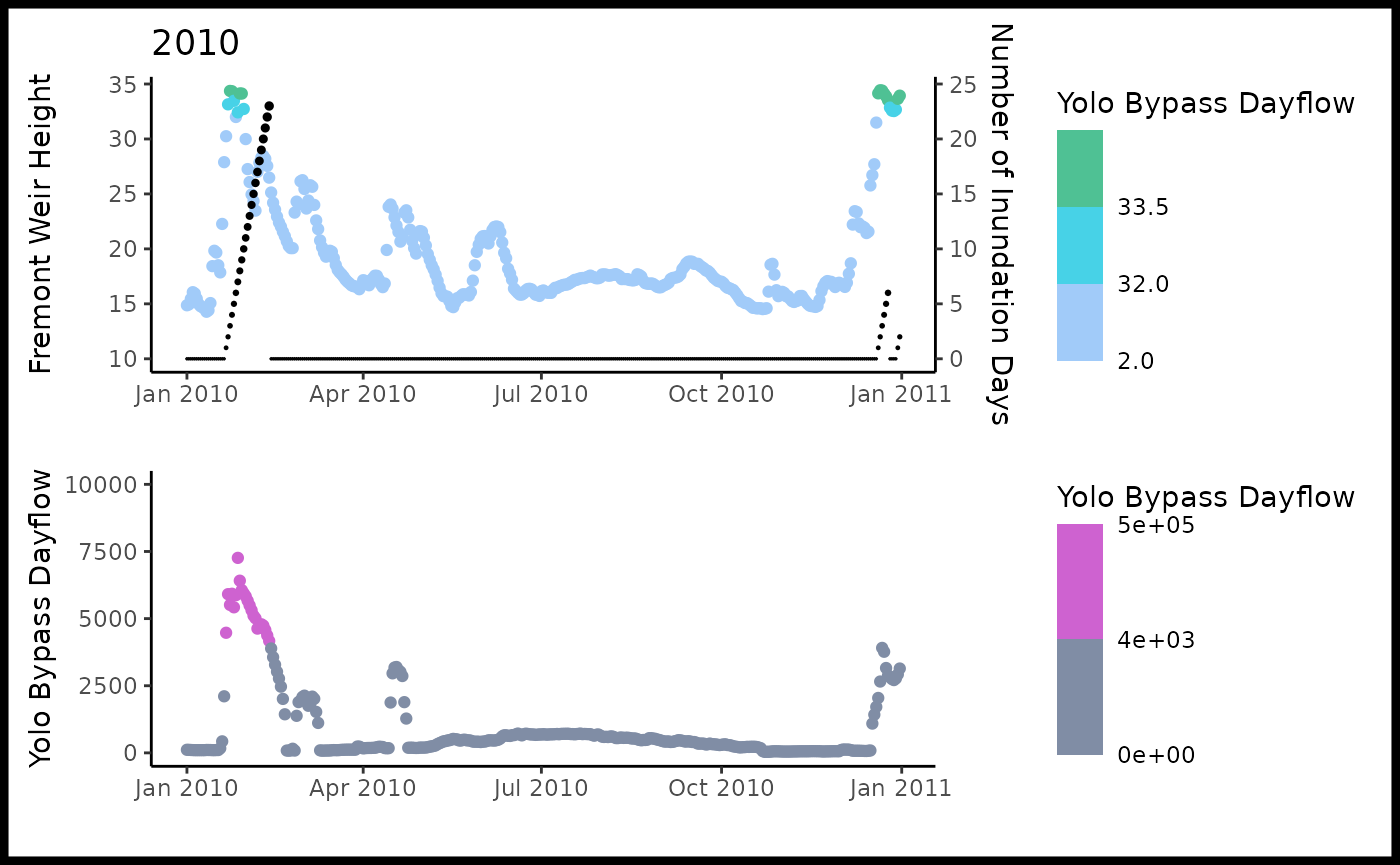 2010
Fremont Weir Height
35
30
25
20
15
10
25
20
15
10
5
0
Number of Inundation Days
Jan 2010 Apr 2010 Jul 2010 Oct 2010 Jan 2011
Yolo Bypass Dayflow
33.5
32.0
2.0
Yolo Bypass Dayflow
10000
7500
5000
2500
0
Jan 2010 Apr 2010 Jul 2010 Oct 2010 Jan 2011
Yolo Bypass Dayflow
5e+05
4e+03
0e+00